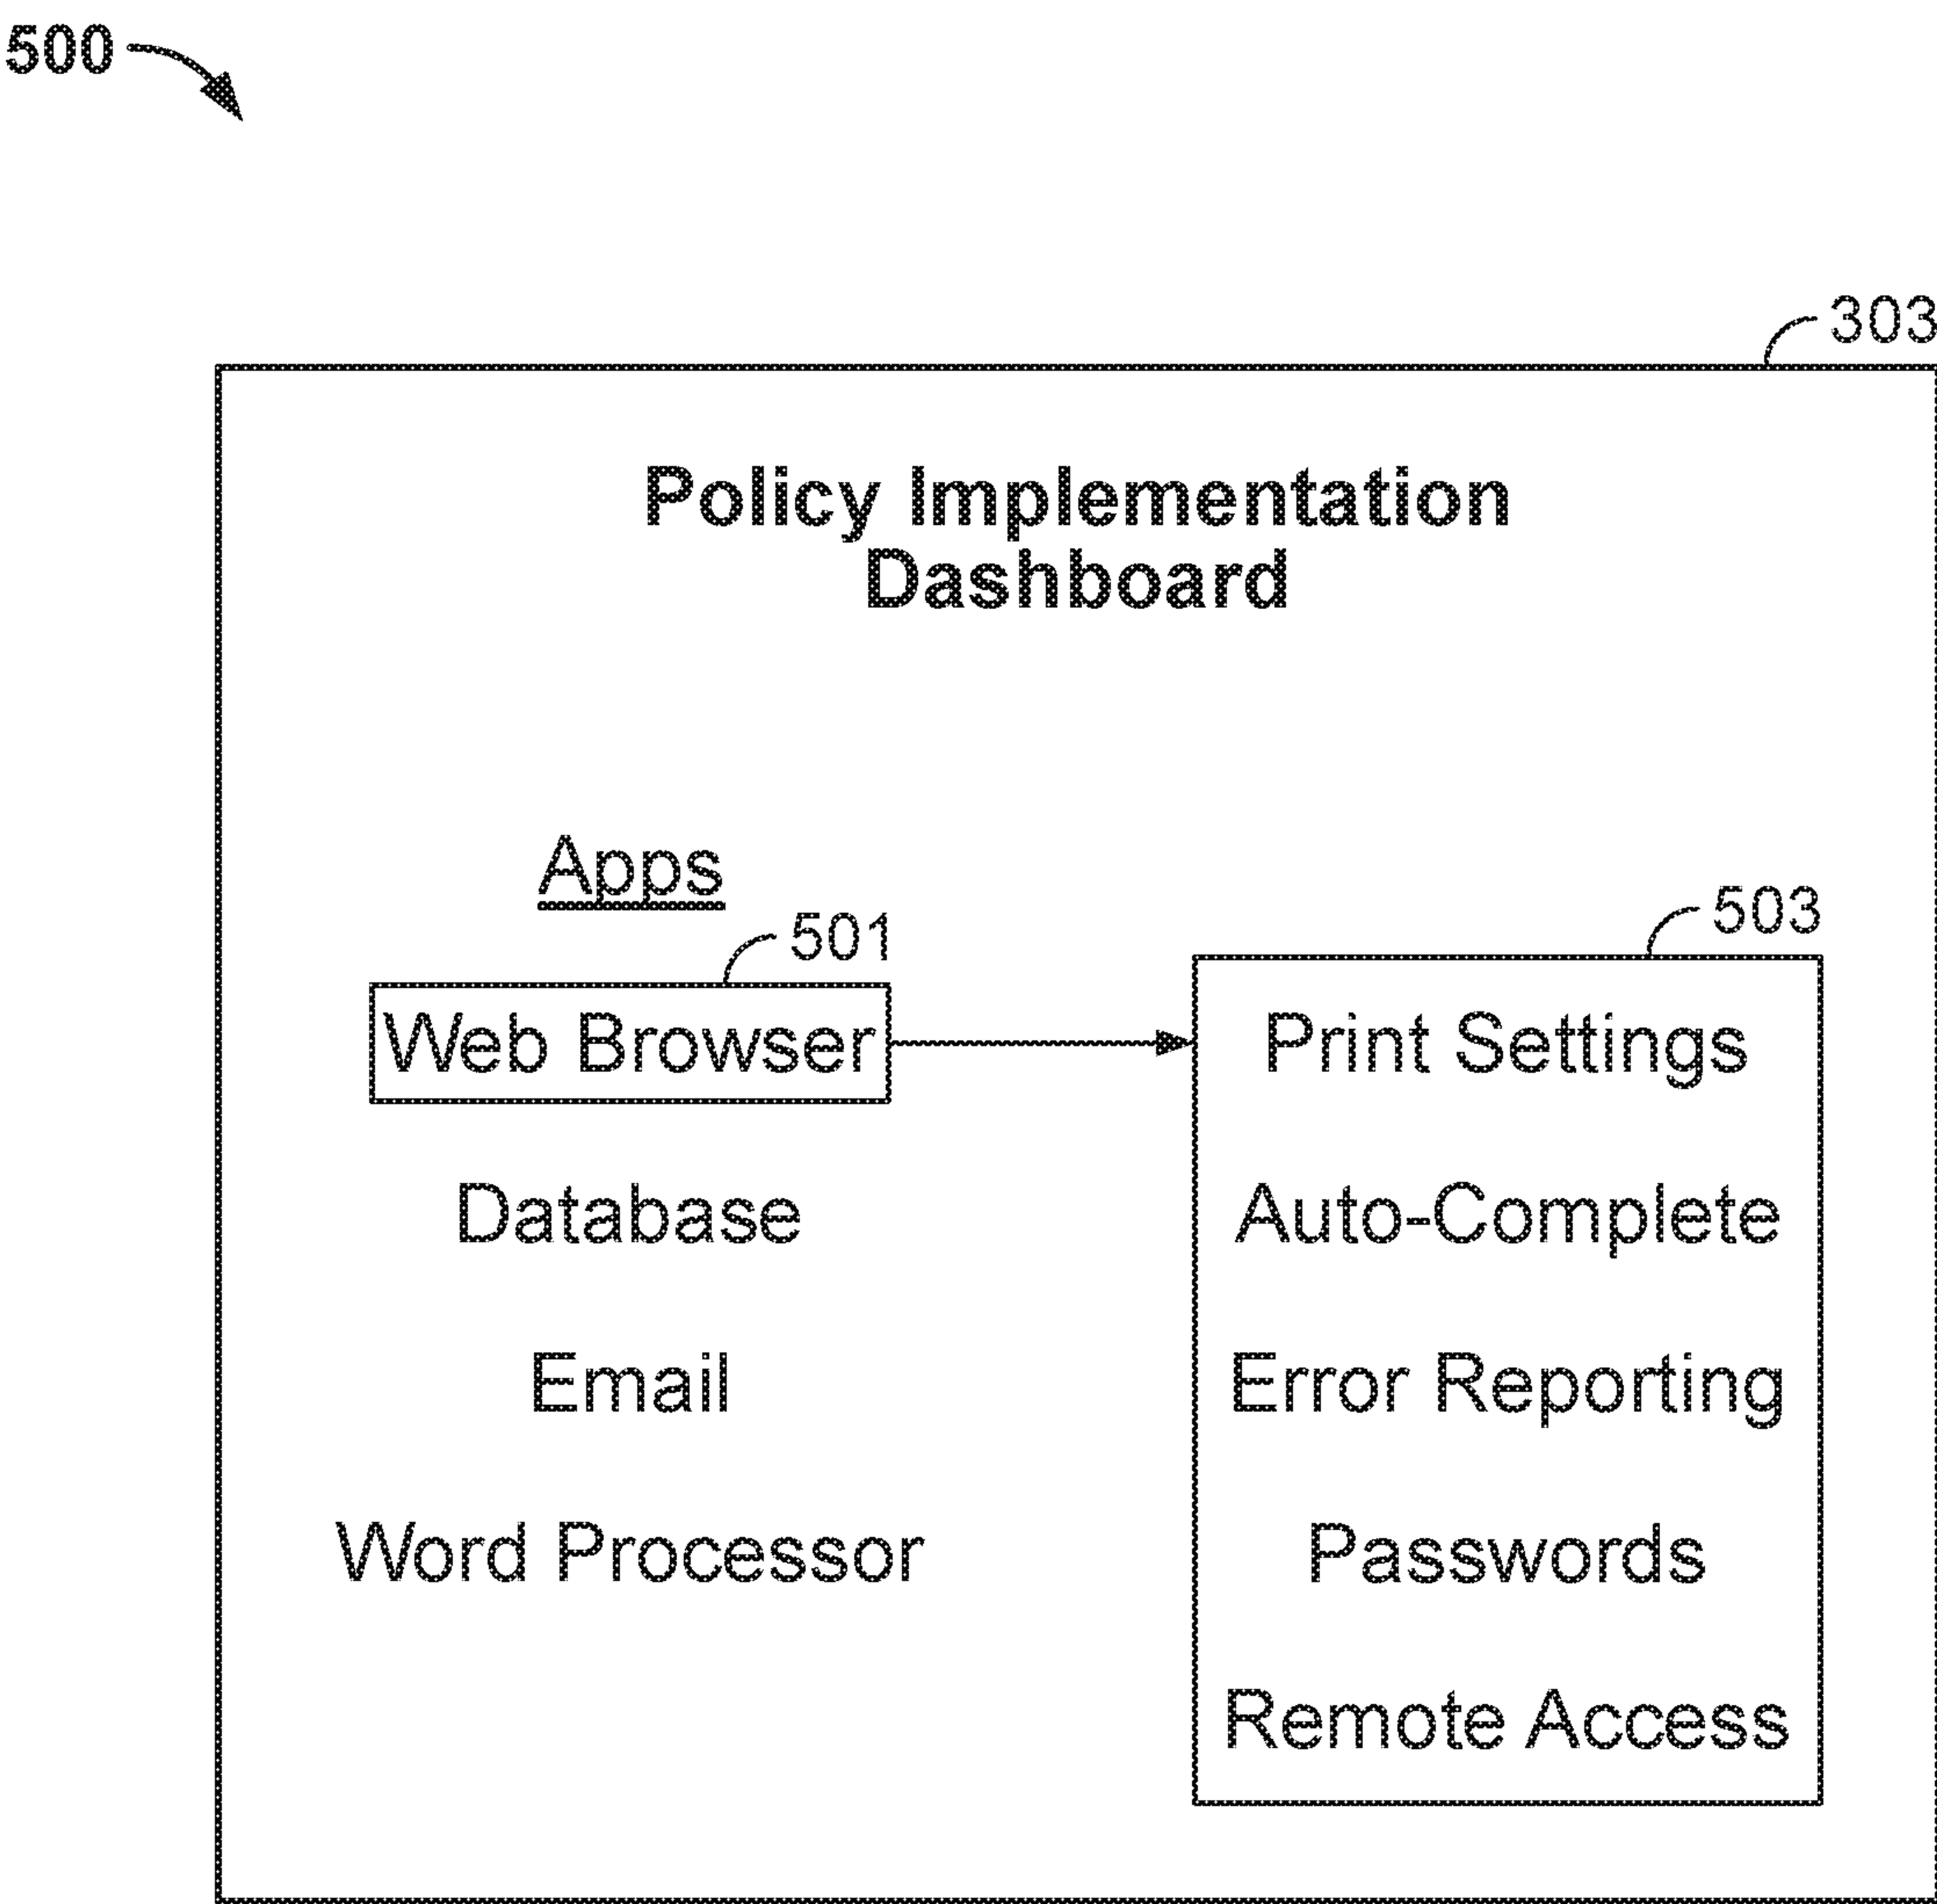 500
303
Policy Implementation
Dashboard
Apps
501
503
Web Browser
Print Settings
Database
Auto-Complete
Email
Error Reporting
Word Processor
Passwords
Remote Access